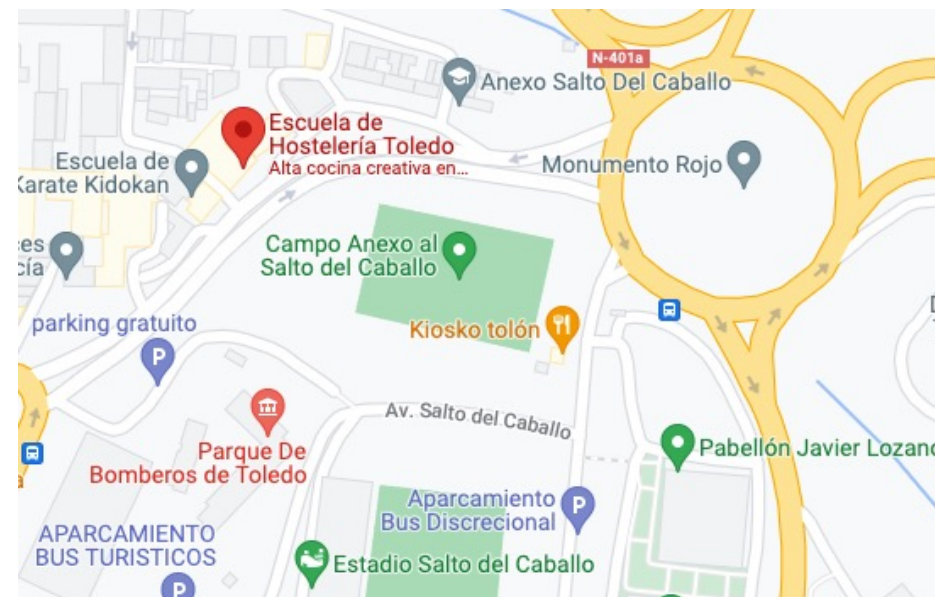 N-401a
Anexo Salto Del Caballo
Escuela de
Hostelería Toledo
Alta cocina creativa en...
Escuela de
Karate Kidokan
Monumento Rojo
Campo Anexo al
Salto del Caballo
parking gratuito
P
Kiosko tolón
Av. Salto del Caballo
Parque De
Bomberos de Toledo
Pabellón Javier Lozano
Aparcamiento
Bus Discrecional
P
APARCAMIENTO
BUS TURISTICOS
P
Estadio Salto del Caballo